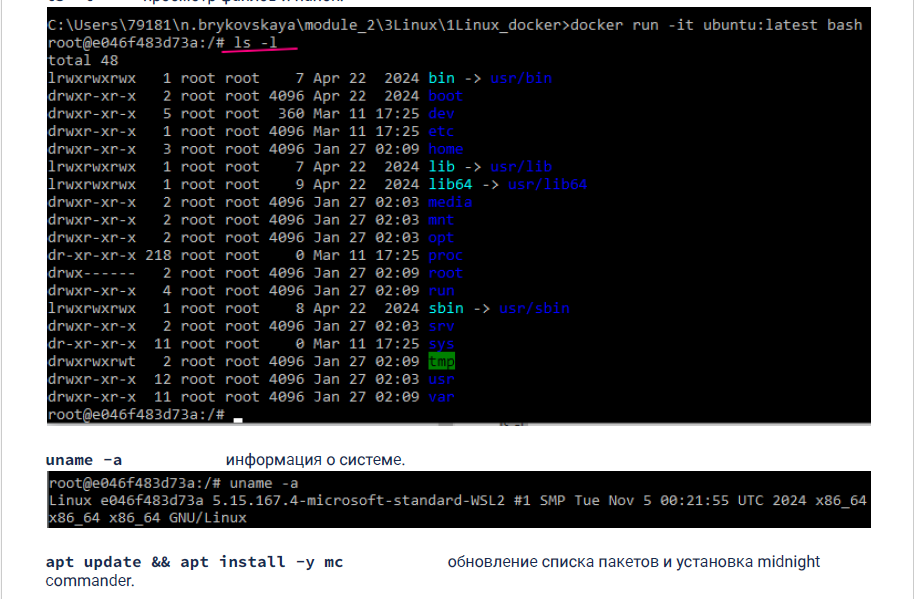 C:\Users\79181\n.brykovskaya\module_2\3Linux\1Linux_docker>docker run -it ubuntu:latest bash
root@e046f483d73a:/# ls -l
total 48
lrwxrwxrwx   1 root root    7 Apr 22  2024 bin -> usr/bin
drwxr-xr-x   2 root root 4096 Apr 22  2024 boot
drwxr-xr-x   5 root root  360 Mar 11 17:25 dev
drwxr-xr-x   1 root root 4096 Mar 11 17:25 etc
drwxr-xr-x   3 root root 4096 Jan 27 02:09 home
lrwxrwxrwx   1 root root    7 Apr 22  2024 lib -> usr/lib
lrwxrwxrwx   1 root root    9 Apr 22  2024 lib64 -> usr/lib64
drwxr-xr-x   2 root root 4096 Jan 27 02:03 media
drwxr-xr-x   2 root root 4096 Jan 27 02:03 mnt
drwxr-xr-x   2 root root 4096 Jan 27 02:03 opt
dr-xr-xr-x 218 root root    0 Mar 11 17:25 proc
drwx------   2 root root 4096 Jan 27 02:09 root
drwxr-xr-x   4 root root 4096 Jan 27 02:09 run
lrwxrwxrwx   1 root root    8 Apr 22  2024 sbin -> usr/sbin
drwxr-xr-x   2 root root 4096 Jan 27 02:03 srv
dr-xr-xr-x  11 root root    0 Mar 11 17:25 sys
drwxrwxrwt   2 root root 4096 Jan 27 02:09 tmp
drwxr-xr-x  12 root root 4096 Jan 27 02:03 usr
drwxr-xr-x  11 root root 4096 Jan 27 02:09 var
root@e046f483d73a:/#
uname -a информация о системе.
root@e046f483d73a:/# uname -a
Linux e046f483d73a 5.15.167.4-microsoft-standard-WSL2 #1 SMP Tue Nov 5 00:21:55 UTC 2024 x86_64
x86_64 x86_64 GNU/Linux
apt update && apt install -y mc обновление списка пакетов и установка midnight
commander.